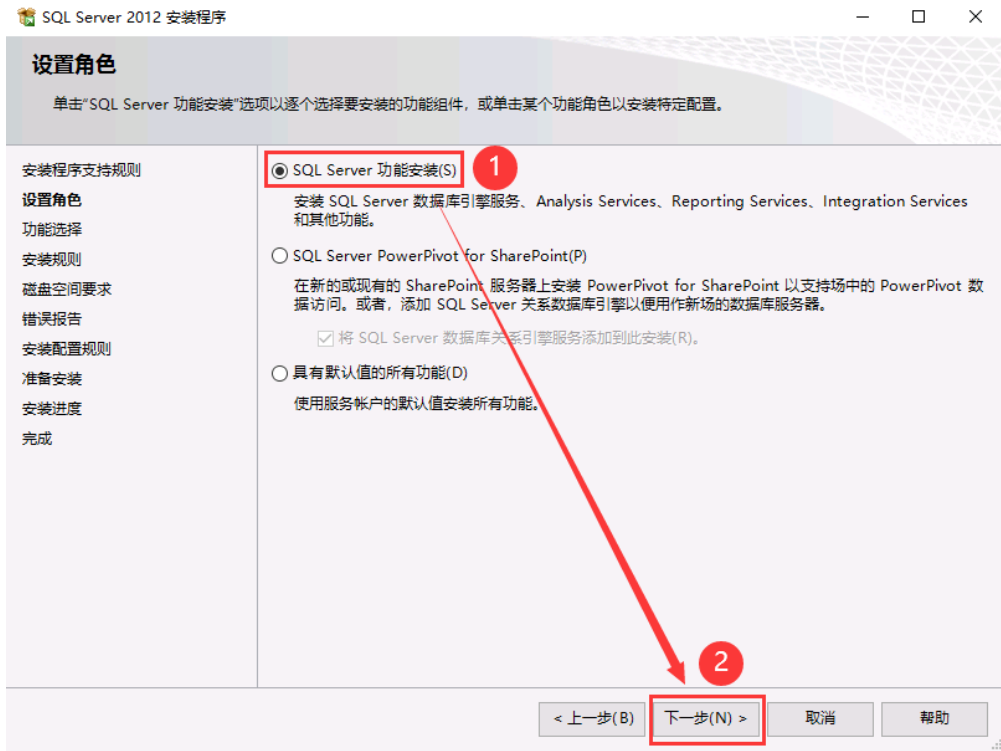 SQL Server 2012 安装程序
设置角色
单击“SQL Server 功能安装”选项以逐个选择要安装的功能组件，或单击某个功能角色以安装特定配置。
安装程序支持规则
设置角色
功能选择
安装规则
磁盘空间要求
错误报告
安装配置规则
准备安装
安装进度
完成
SQL Server 功能安装(S)
1
安装 SQL Server 数据库引擎服务、Analysis Services、Reporting Services、Integration Services
和其他功能。
SQL Server PowerPivot for SharePoint(P)
在新的或现有的 SharePoint 服务器上安装 PowerPivot for SharePoint 以支持场中的 PowerPivot 数
据访问。或者，添加 SQL Server 关系数据库引擎以便用作新场的数据库服务器。
将 SQL Server 数据库关系引擎服务添加到此安装(R)。
具有默认值的所有功能(D)
使用服务帐户的默认值安装所有功能。
2
< 上一步(B)
下一步(N) >
取消
帮助